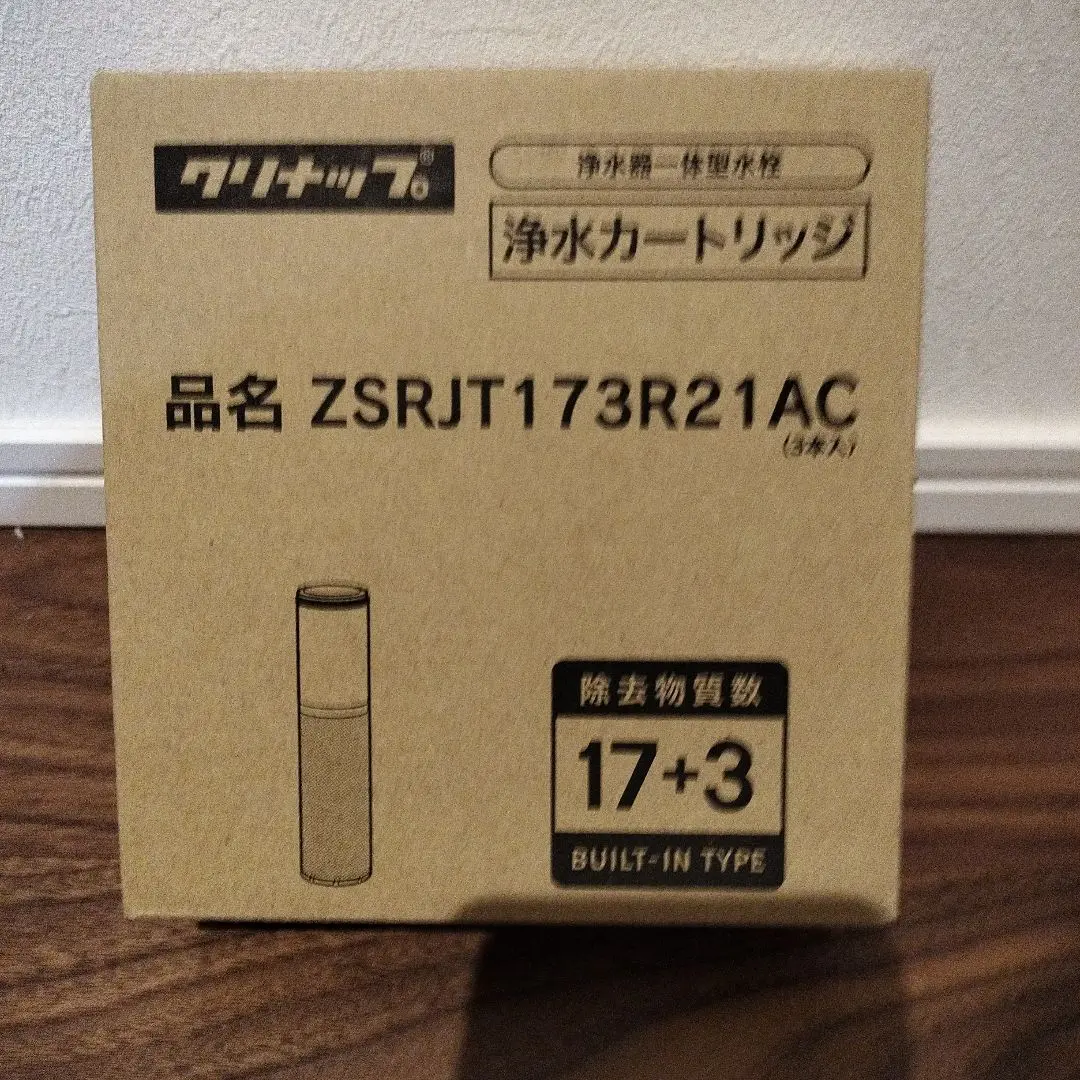 クリナップ®
浄水器一体型水栓
浄水カートリッジ
品名 ZSRJT173R21AC
(3本入)
除去物質数
17+3
BUILT-IN TYPE